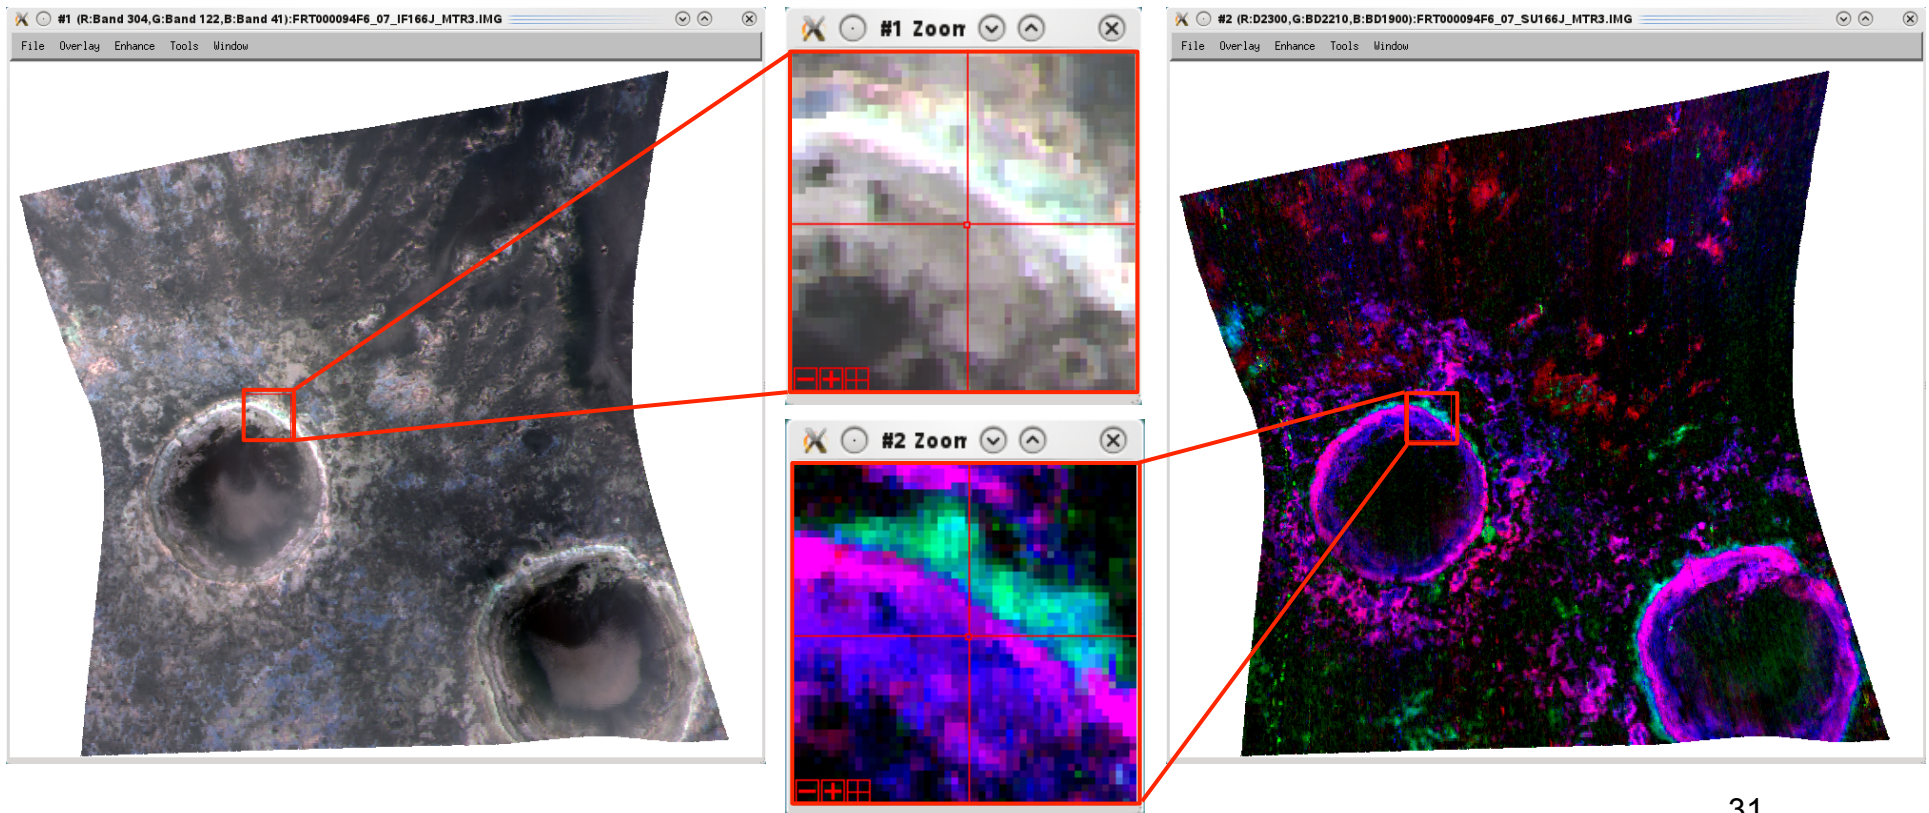 #1 (R:Band 304,G:Band 122,B:Band 41):FRT000094F6_07_IF166J_MTR3.IMG
File Overlay Enhance Tools Window
#1 Zoom
#2 Zoom
#2 (R:D2300,G:BD2210,B:BD1900):FRT000094F6_07_SU166J_MTR3.IMG
File Overlay Enhance Tools Window
31